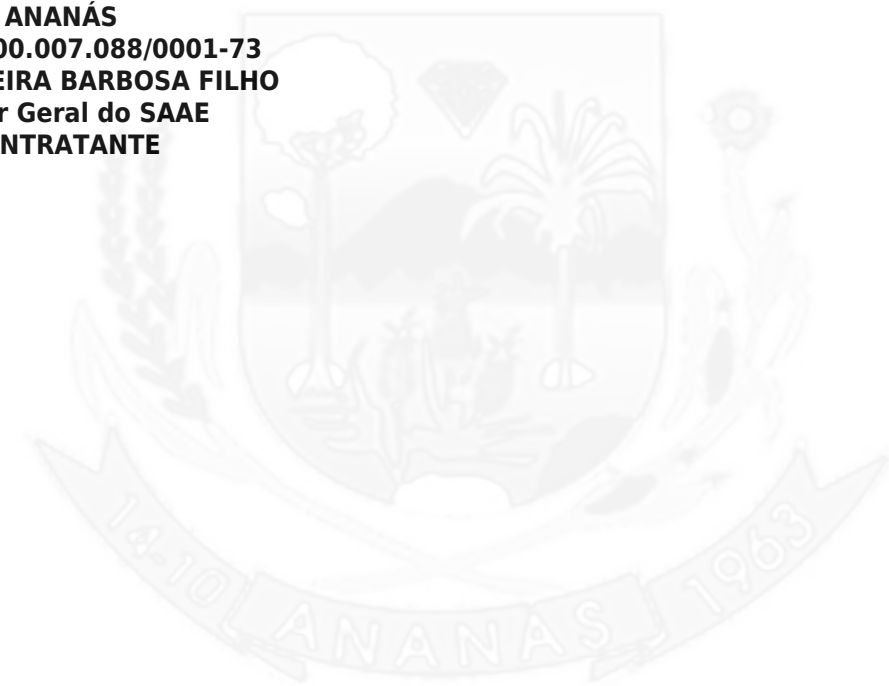 ANANÁS
00.007.088/0001-73
EIRA BARBOSA FILHO
r Geral do SAAE
NTRATANTE
14-10 ANANÁS 1963